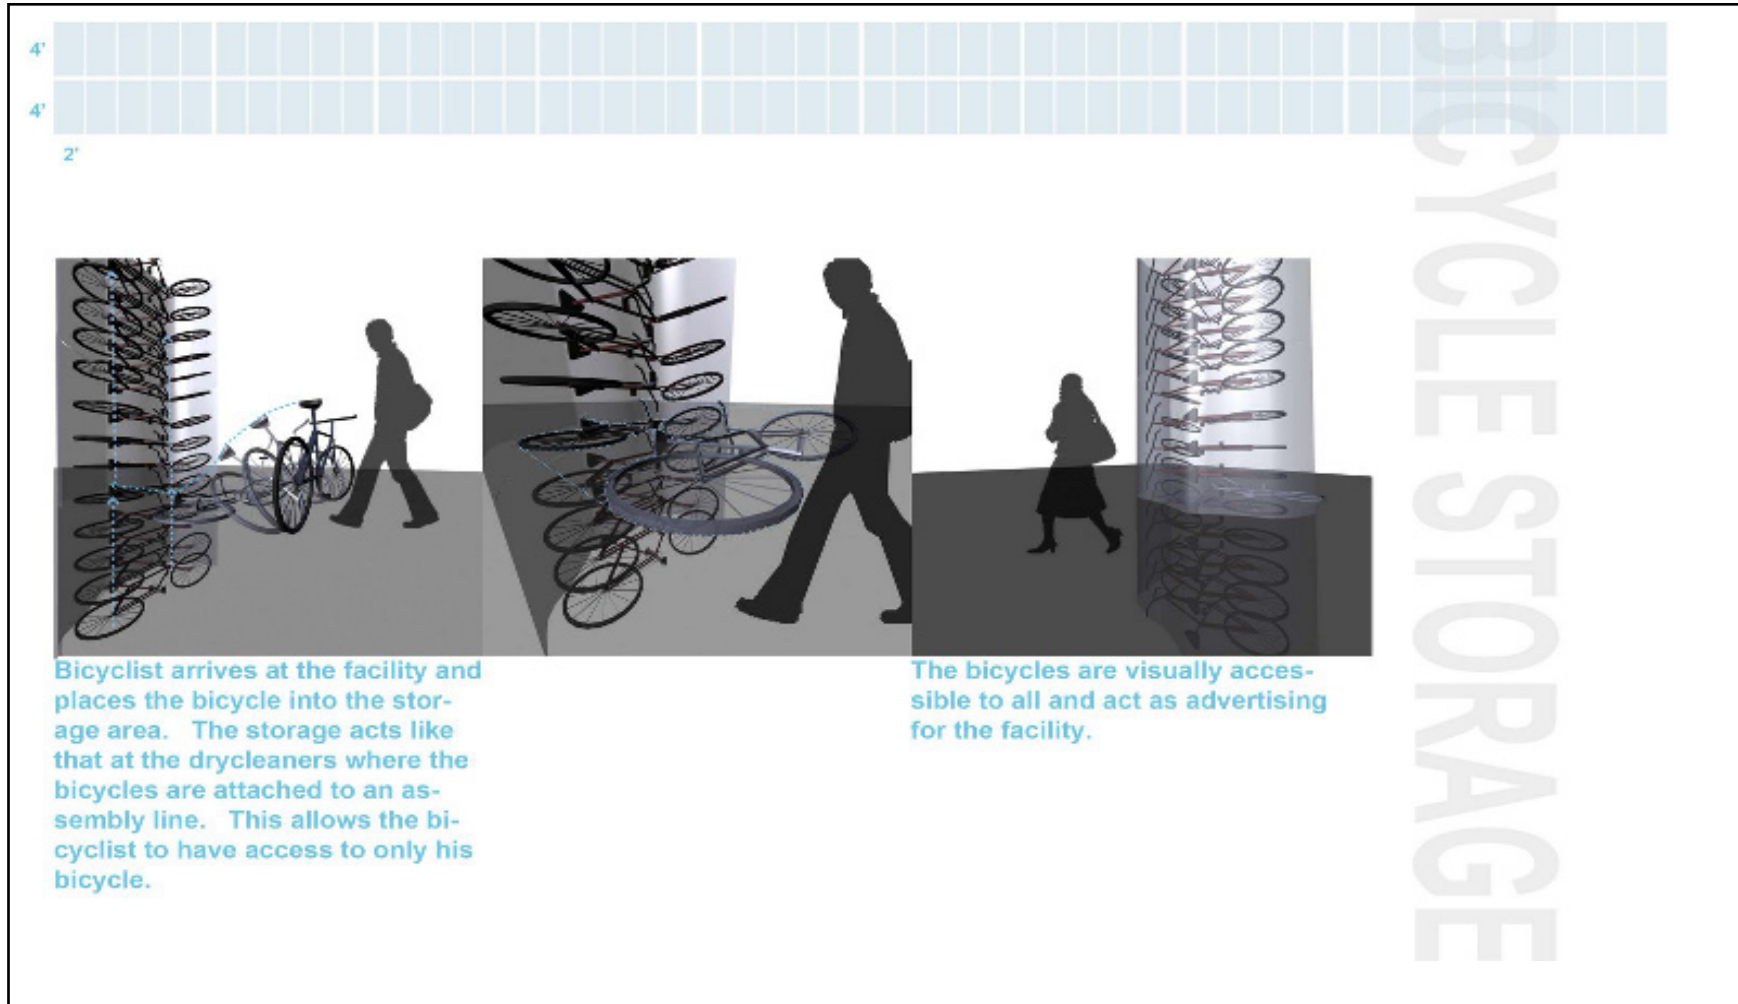 4'
4'
2'
BICYCLE STORAGE
Bicyclist arrives at the facility and
places the bicycle into the stor-
age area.   The storage acts like
that at the drycleaners where the
bicycles are attached to an as-
sembly line.   This allows the bi-
cyclist to have access to only his
bicycle.
The bicycles are visually acces-
sible to all and act as advertising
for the facility.